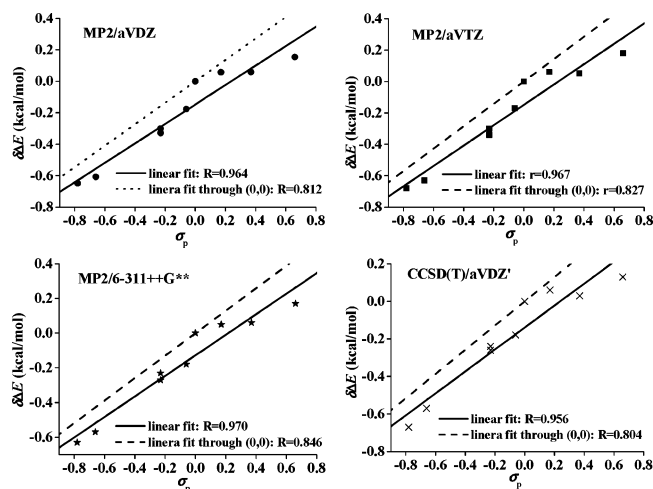 MP2/aVDZ
δΔE (kcal/mol)
0.4
0.2
0.0
-0.2
-0.4
-0.6
-0.8
linear fit: R=0.964
linera fit through (0,0): R=0.812
-0.8 -0.6 -0.4 -0.2 0.0 0.2 0.4 0.6 0.8
σp
MP2/aVTZ
δΔE (kcal/mol)
0.4
0.2
0.0
-0.2
-0.4
-0.6
-0.8
linear fit: r=0.967
linera fit through (0,0): r=0.827
-0.8 -0.6 -0.4 -0.2 0.0 0.2 0.4 0.6 0.8
σp
MP2/6-311++G**
δΔE (kcal/mol)
0.4
0.2
0.0
-0.2
-0.4
-0.6
linear fit: R=0.970
linera fit through (0,0): R=0.846
-0.8 -0.6 -0.4 -0.2 0.0 0.2 0.4 0.6 0.8
σp
CCSD(T)/aVDZ'
δΔE (kcal/mol)
0.2
0.0
-0.2
-0.4
-0.6
-0.8
linear fit: R=0.956
linera fit through (0,0): R=0.804
-0.8 -0.6 -0.4 -0.2 0.0 0.2 0.4 0.6 0.8
σp